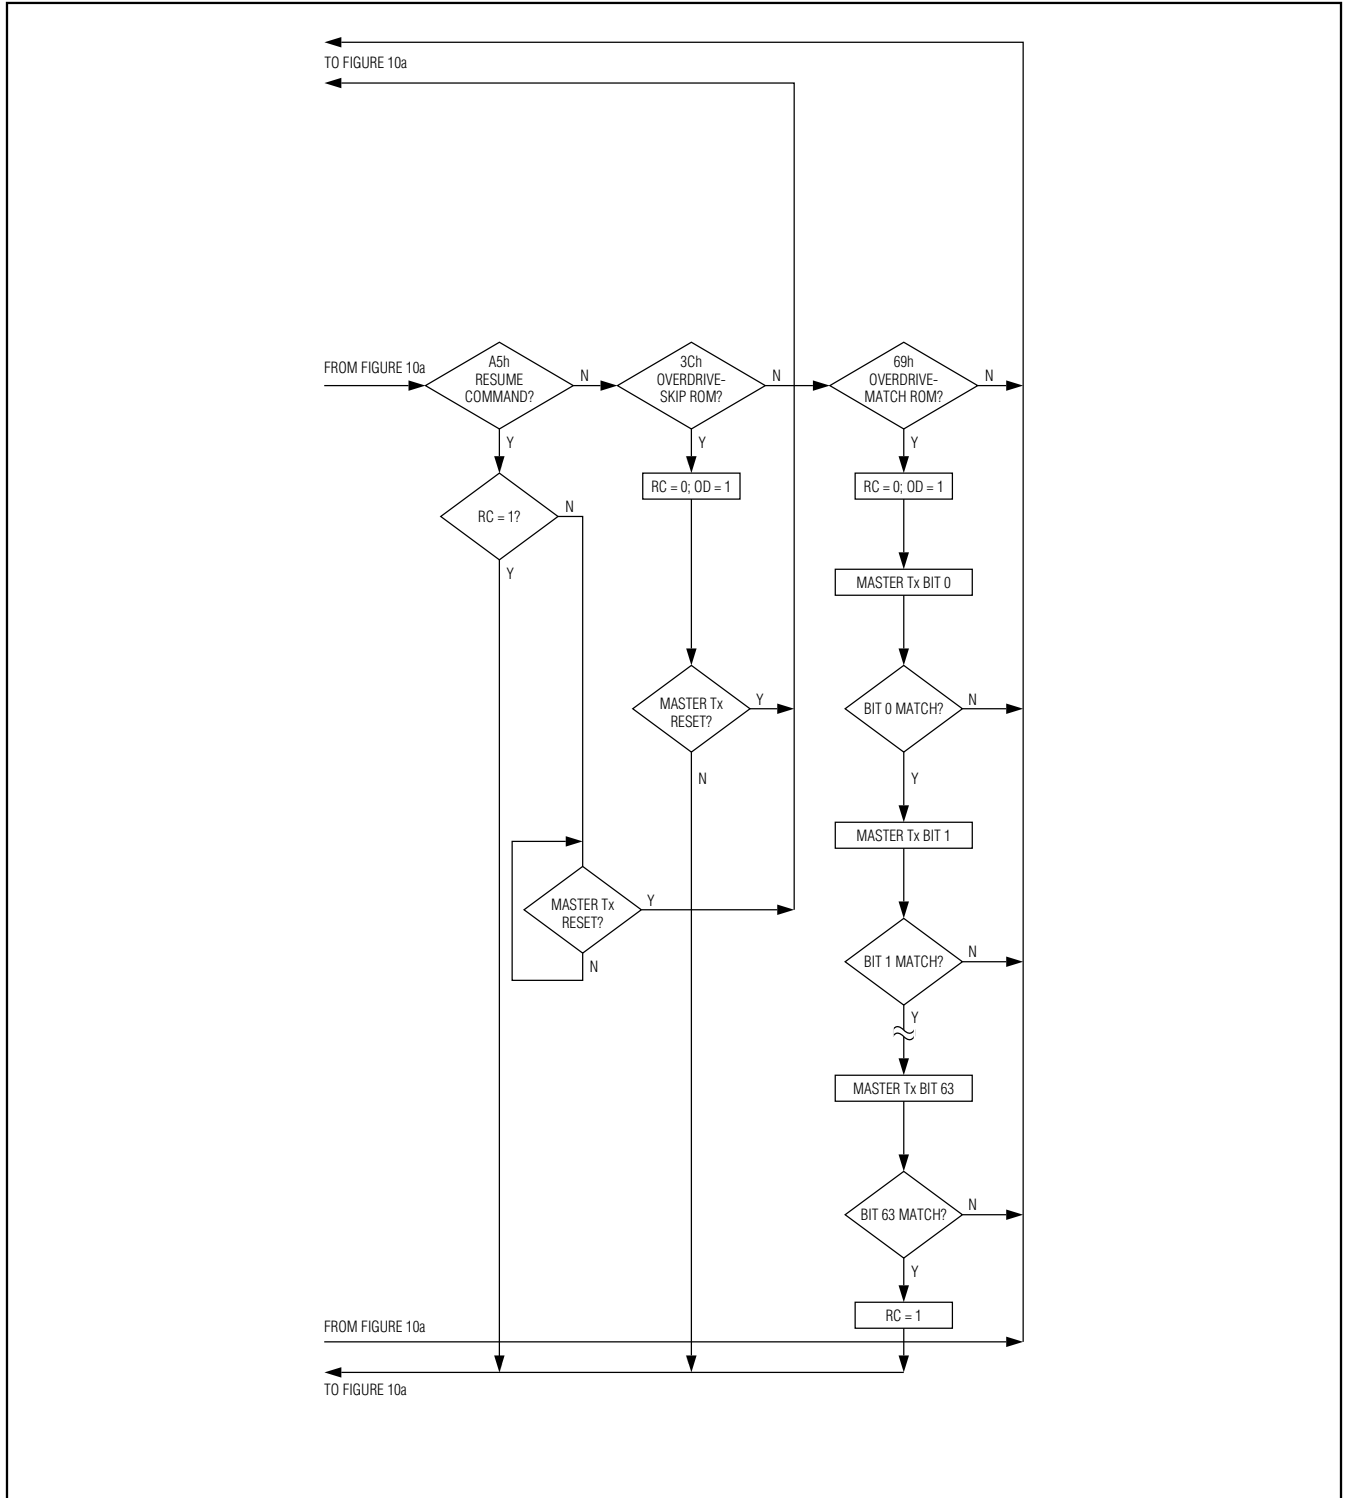 TO FIGURE 10a
FROM FIGURE 10a
A5h
RESUME
COMMAND?
N
3Ch
OVERDRIVE-
SKIP ROM?
N
69h
OVERDRIVE-
MATCH ROM?
N
Y
Y
Y
RC = 1?
N
RC = 0; OD = 1
RC = 0; OD = 1
Y
MASTER Tx BIT 0
MASTER Tx
RESET?
Y
N
BIT 0 MATCH?
N
Y
MASTER Tx BIT 1
MASTER Tx
RESET?
Y
N
BIT 1 MATCH?
N
Y
MASTER Tx BIT 63
BIT 63 MATCH?
N
Y
RC = 1
FROM FIGURE 10a
TO FIGURE 10a